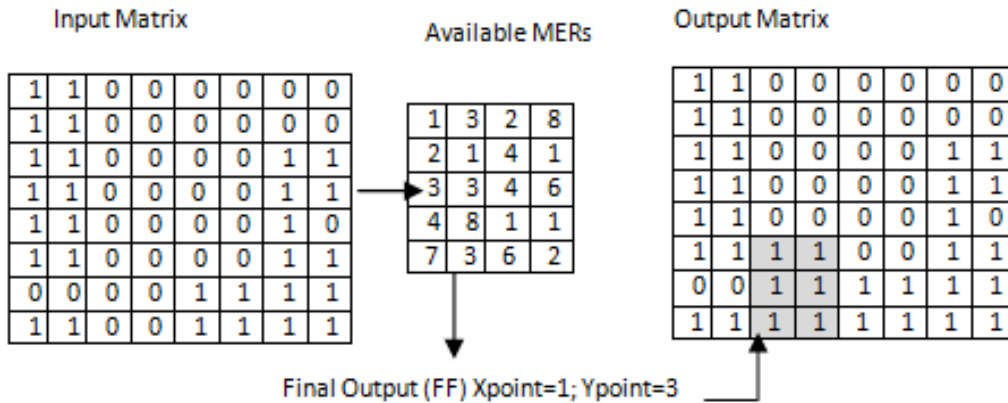 Input Matrix
Available MERs
Output Matrix
1 1 0 0 0 0 0 0
1 1 0 0 0 0 0 0
1 1 0 0 0 0 1 1
1 1 0 0 0 0 1 1
1 1 0 0 0 0 1 0
1 1 0 0 0 0 1 1
0 0 0 0 1 1 1 1
1 1 0 0 1 1 1 1
1 3 2 8
2 1 4 1
3 3 4 6
4 8 1 1
7 3 6 2
1 1 0 0 0 0 0 0
1 1 0 0 0 0 0 0
1 1 0 0 0 0 1 1
1 1 0 0 0 0 1 1
1 1 0 0 0 0 1 0
1 1 1 1 0 0 1 1
0 0 1 1 1 1 1 1
1 1 1 1 1 1 1 1
Final Output (FF) Xpoint=1; Ypoint=3